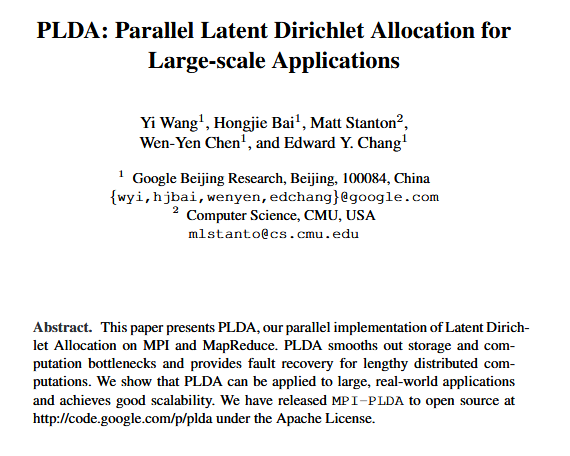 PLDA: Parallel Latent Dirichlet Allocation for
Large-scale Applications
Yi Wang1, Hongjie Bai1, Matt Stanton2,
Wen-Yen Chen1, and Edward Y. Chang1
1 Google Beijing Research, Beijing, 100084, China
{wyi,hjbai,wenyen,edchang}@google.com
2 Computer Science, CMU, USA
mlstanto@cs.cmu.edu
Abstract. This paper presents PLDA, our parallel implementation of Latent Dirich-
let Allocation on MPI and MapReduce. PLDA smooths out storage and com-
putation bottlenecks and provides fault recovery for lengthy distributed com-
putations. We show that PLDA can be applied to large, real-world applications
and achieves good scalability. We have released MPI-PLDA to open source at
http://code.google.com/p/plda under the Apache License.